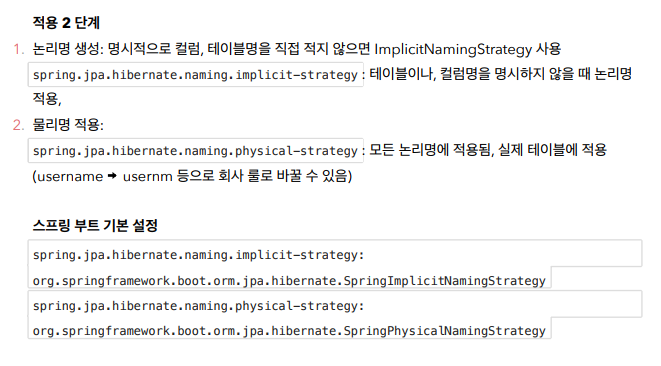 적용 2 단계
1. 논리명 생성: 명시적으로 컬럼, 테이블명을 직접 적지 않으면 ImplicitNamingStrategy 사용
spring.jpa.hibernate.naming.implicit-strategy : 테이블이나, 컬럼명을 명시하지 않을 때 논리명
적용,
2. 물리명 적용:
spring.jpa.hibernate.naming.physical-strategy : 모든 논리명에 적용됨, 실제 테이블에 적용
(username ➡ usernm 등으로 회사 룰로 바꿀 수 있음)
스프링 부트 기본 설정
spring.jpa.hibernate.naming.implicit-strategy:
org.springframework.boot.orm.jpa.hibernate.SpringImplicitNamingStrategy
spring.jpa.hibernate.naming.physical-strategy:
org.springframework.boot.orm.jpa.hibernate.SpringPhysicalNamingStrategy